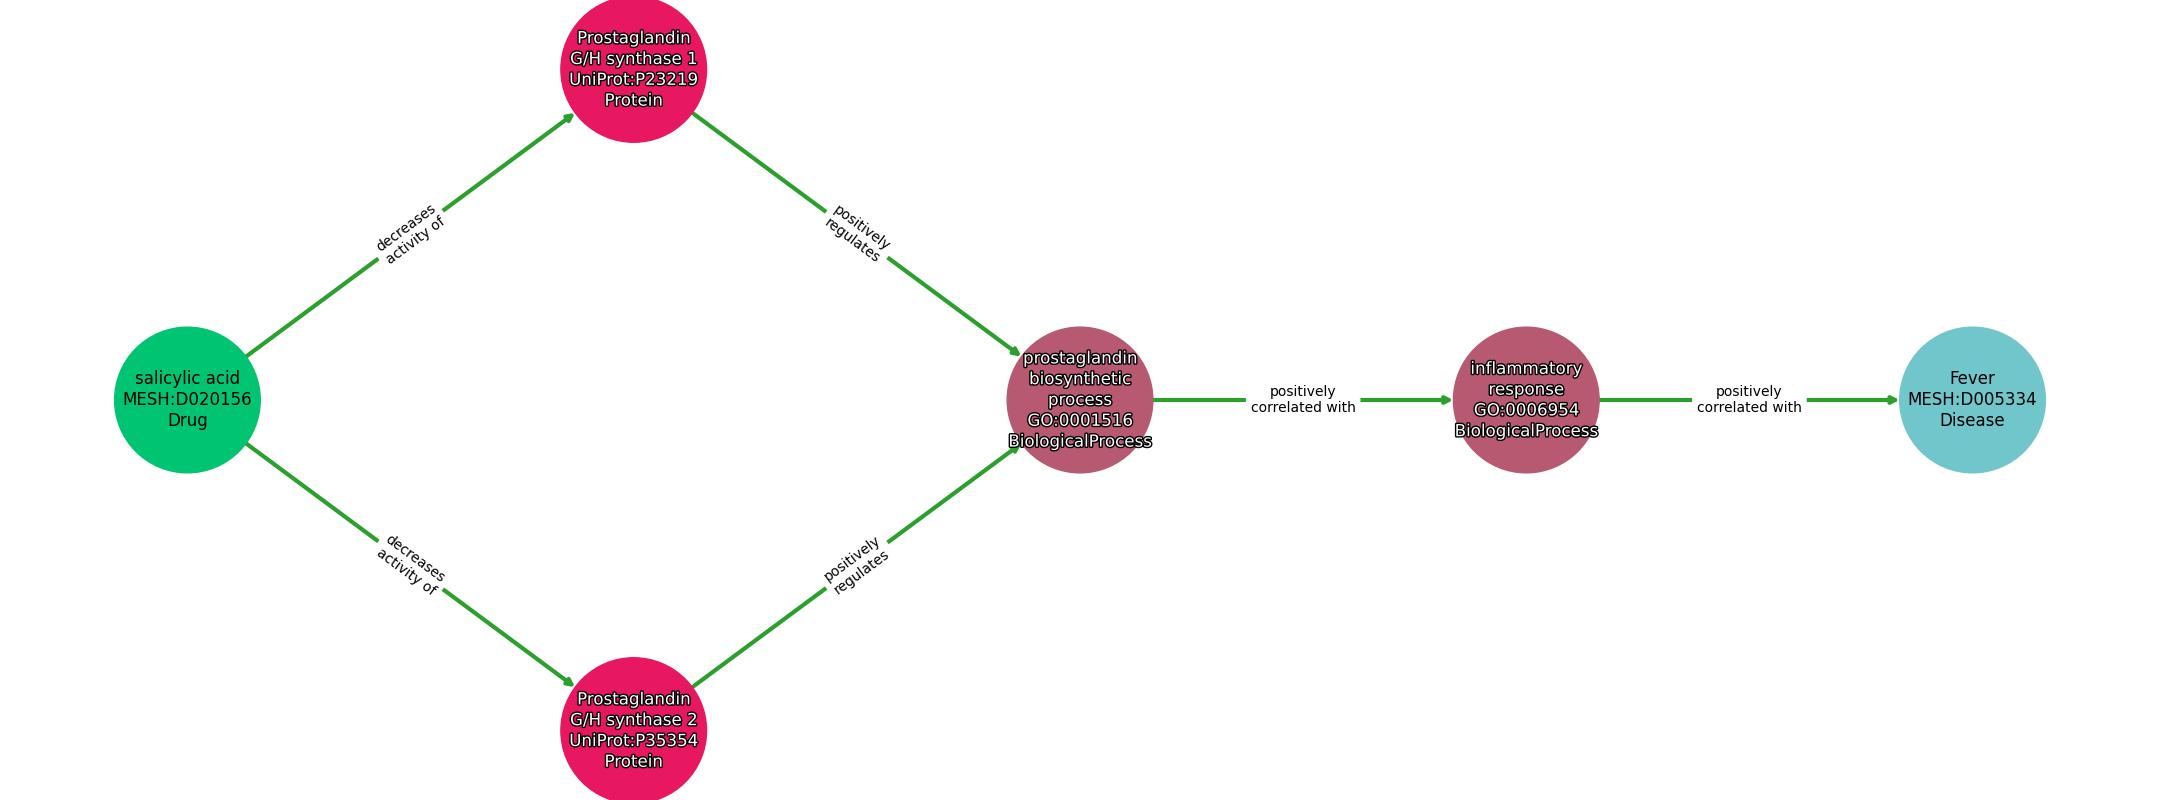 Prostaglandin
G/H synthase 1
UniProt:P23219
Protein
decreases
activity of
positively
regulates
salicylic acid
MESH:D020156
Drug
prostaglandin
biosynthetic
process
GO:0001516
BiologicalProcess
positively
correlated with
inflammatory
response
GO:0006954
BiologicalProcess
positively
correlated with
Fever
MESH:D005334
Disease
decreases
activity of
positively
regulates
Prostaglandin
G/H synthase 2
UniProt:P35354
Protein